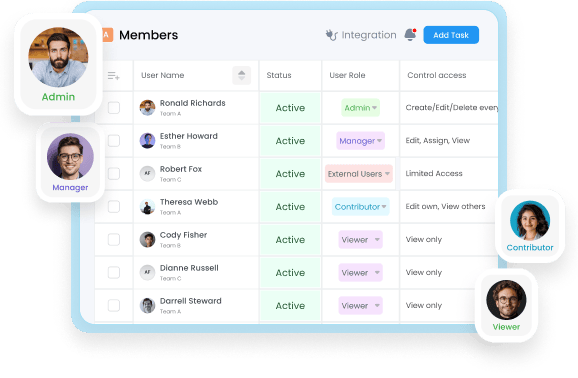 A Members
Integration
Add Task
User Name
Status
User Role
Control access
Ronald Richards
Team A
Active
Admin
Create/Edit/Delete every
Esther Howard
Team B
Active
Manager
Edit, Assign, View
AF
Robert Fox
Team C
Active
External Users
Limited Access
Theresa Webb
Team A
Active
Contributor
Edit own, View others
Cody Fisher
Team B
Active
Viewer
View only
AF
Dianne Russell
Team C
Active
Viewer
View only
Darrell Steward
Team A
Active
Viewer
View only
Admin
Manager
Contributor
Viewer